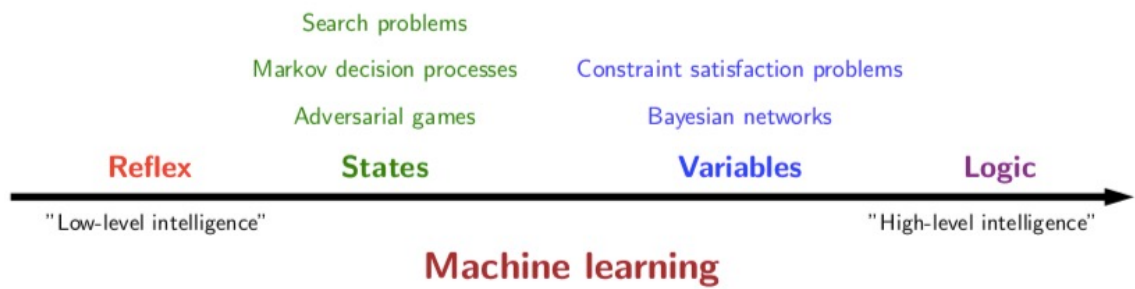 Search problems
Markov decision processes Constraint satisfaction problems
Adversarial games Bayesian networks
Reflex States Variables Logic
"Low-level intelligence" "High-level intelligence"
Machine learning